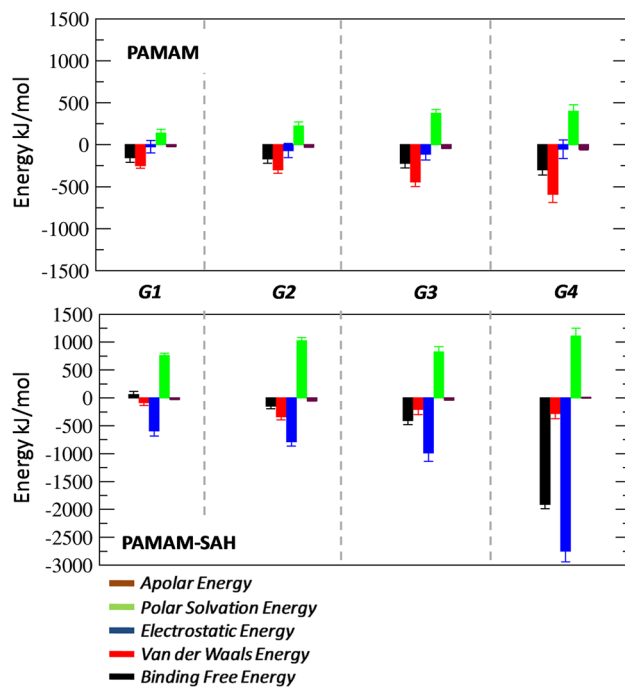 1500
PAMAM
1000
500
0
-500
-1000
-1500
Energy kJ/mol
G1 G2 G3 G4
1500
1000
500
0
-500
-1000
-1500
-2000
-2500
-3000
Energy kJ/mol
PAMAM-SAH
Apolar Energy
Polar Solvation Energy
Electrostatic Energy
Van der Waals Energy
Binding Free Energy